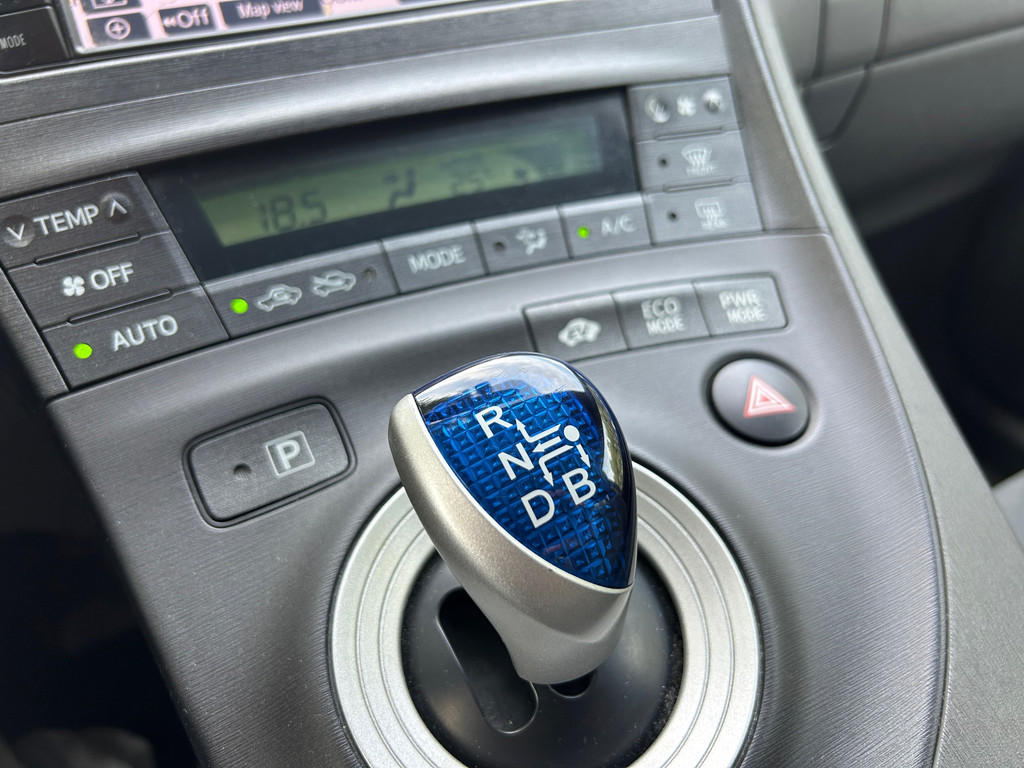 MODE
Off
Map view
18.5
TEMP
OFF
AUTO
MODE
A/C
ECO
MODE
PWR
MODE
P
R
N
D
B